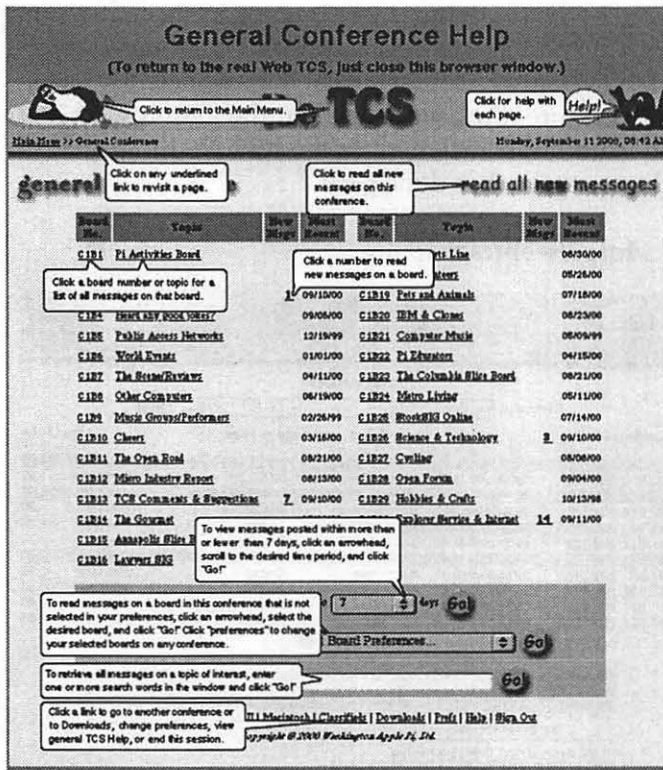 General Conference Help
(To return to the real Web TCS, just close this browser window.)
Click to return to the Main Menu.
TCS
Click for help with
each page.
Help!
Main Menu >> General Conference
Monday, September 11 2000, 08:42 AM
Click on any underlined
link to revisit a page.
Click to read all new
messages on this
conference.
general
read all new messages
Board No. Topic New Msgs Most Recent Board No. Topic New Msgs Most Recent
C1B1 Pi Activities Board Line 08/30/00
Click a board number or topic for a
list of all messages on that board.
Click a number to read
new messages on a board.
05/26/00
1 09/10/00 C1B19 Pets and Animals 07/18/00
C1B4 Heard any good jokes? 09/05/00 C1B20 IBM & Clones 08/23/00
C1B5 Public Access Networks 12/19/99 C1B21 Computer Music 05/09/99
C1B6 World Events 01/01/00 C1B22 Pi Educators 04/15/00
C1B7 The Scene/Reviews 04/11/00 The Columbia Slice Board 08/21/00
C1B8 Other Computers 06/19/00 C1B24 Metro Living 05/11/00
C1B9 Music Groups/Performers 02/26/99 C1B25 StockSIG Online 07/14/00
C1B10 Cheers 03/16/00 C1B26 Science & Technology 3 09/10/00
C1B11 The Open Road 08/21/00 C1B27 Cycling 08/08/00
C1B12 Micro Industry Report 08/13/00 C1B28 Open Forum 09/04/00
C1B13 TCS Comments & Suggestions 7 09/10/00 C1B29 Hobbies & Crafts 10/13/98
C1B14 The Gourmet Explorer Service & Internet 14 09/11/00
C1B15 Annapolis Slice B
C1B16 Lawyers SIG
To view messages posted within more than
or fewer than 7 days, click an arrowhead,
scroll to the desired time period, and click
"Go!"
7 days Go!
To read messages on a board in this conference that is not
selected in your preferences, click an arrowhead, select the
desired board, and click "Go!" Click "preferences" to change
your selected boards on any conference.
Board Preferences... Go!
To retrieve all messages on a topic of interest, enter
one or more search words in the window and click "Go!"
Go!
Click a link to go to another conference or
to Downloads, change preferences, view
general TCS Help, or end this session.
| Macintosh | Classifieds | Downloads | Prefs | Help | Sign Out
Copyright © 2000 Washington Apple Pi, Ltd.